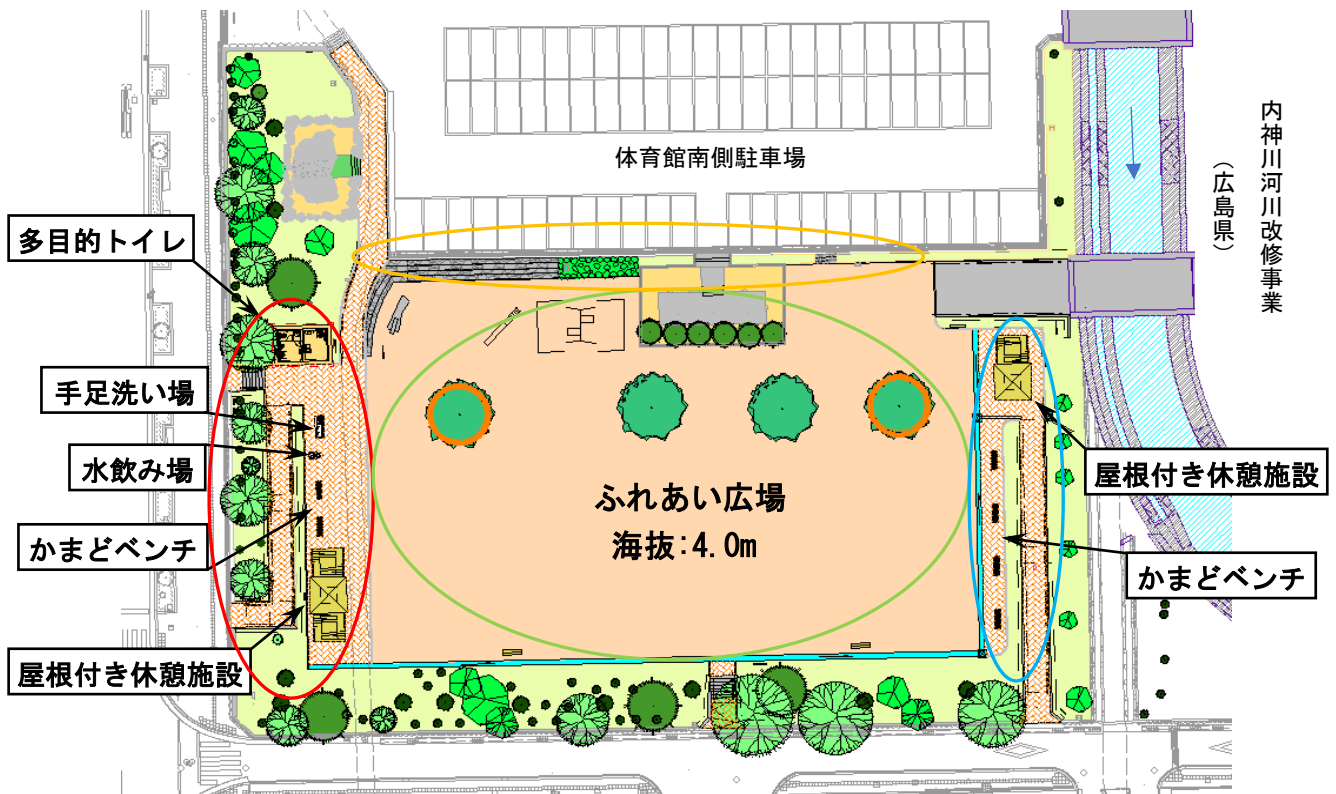 体育館南側駐車場
内神川河川改修事業
（広島県）
多目的トイレ
手足洗い場
水飲み場
かまどベンチ
屋根付き休憩施設
ふれあい広場
海抜：4.0m
屋根付き休憩施設
かまどベンチ
H